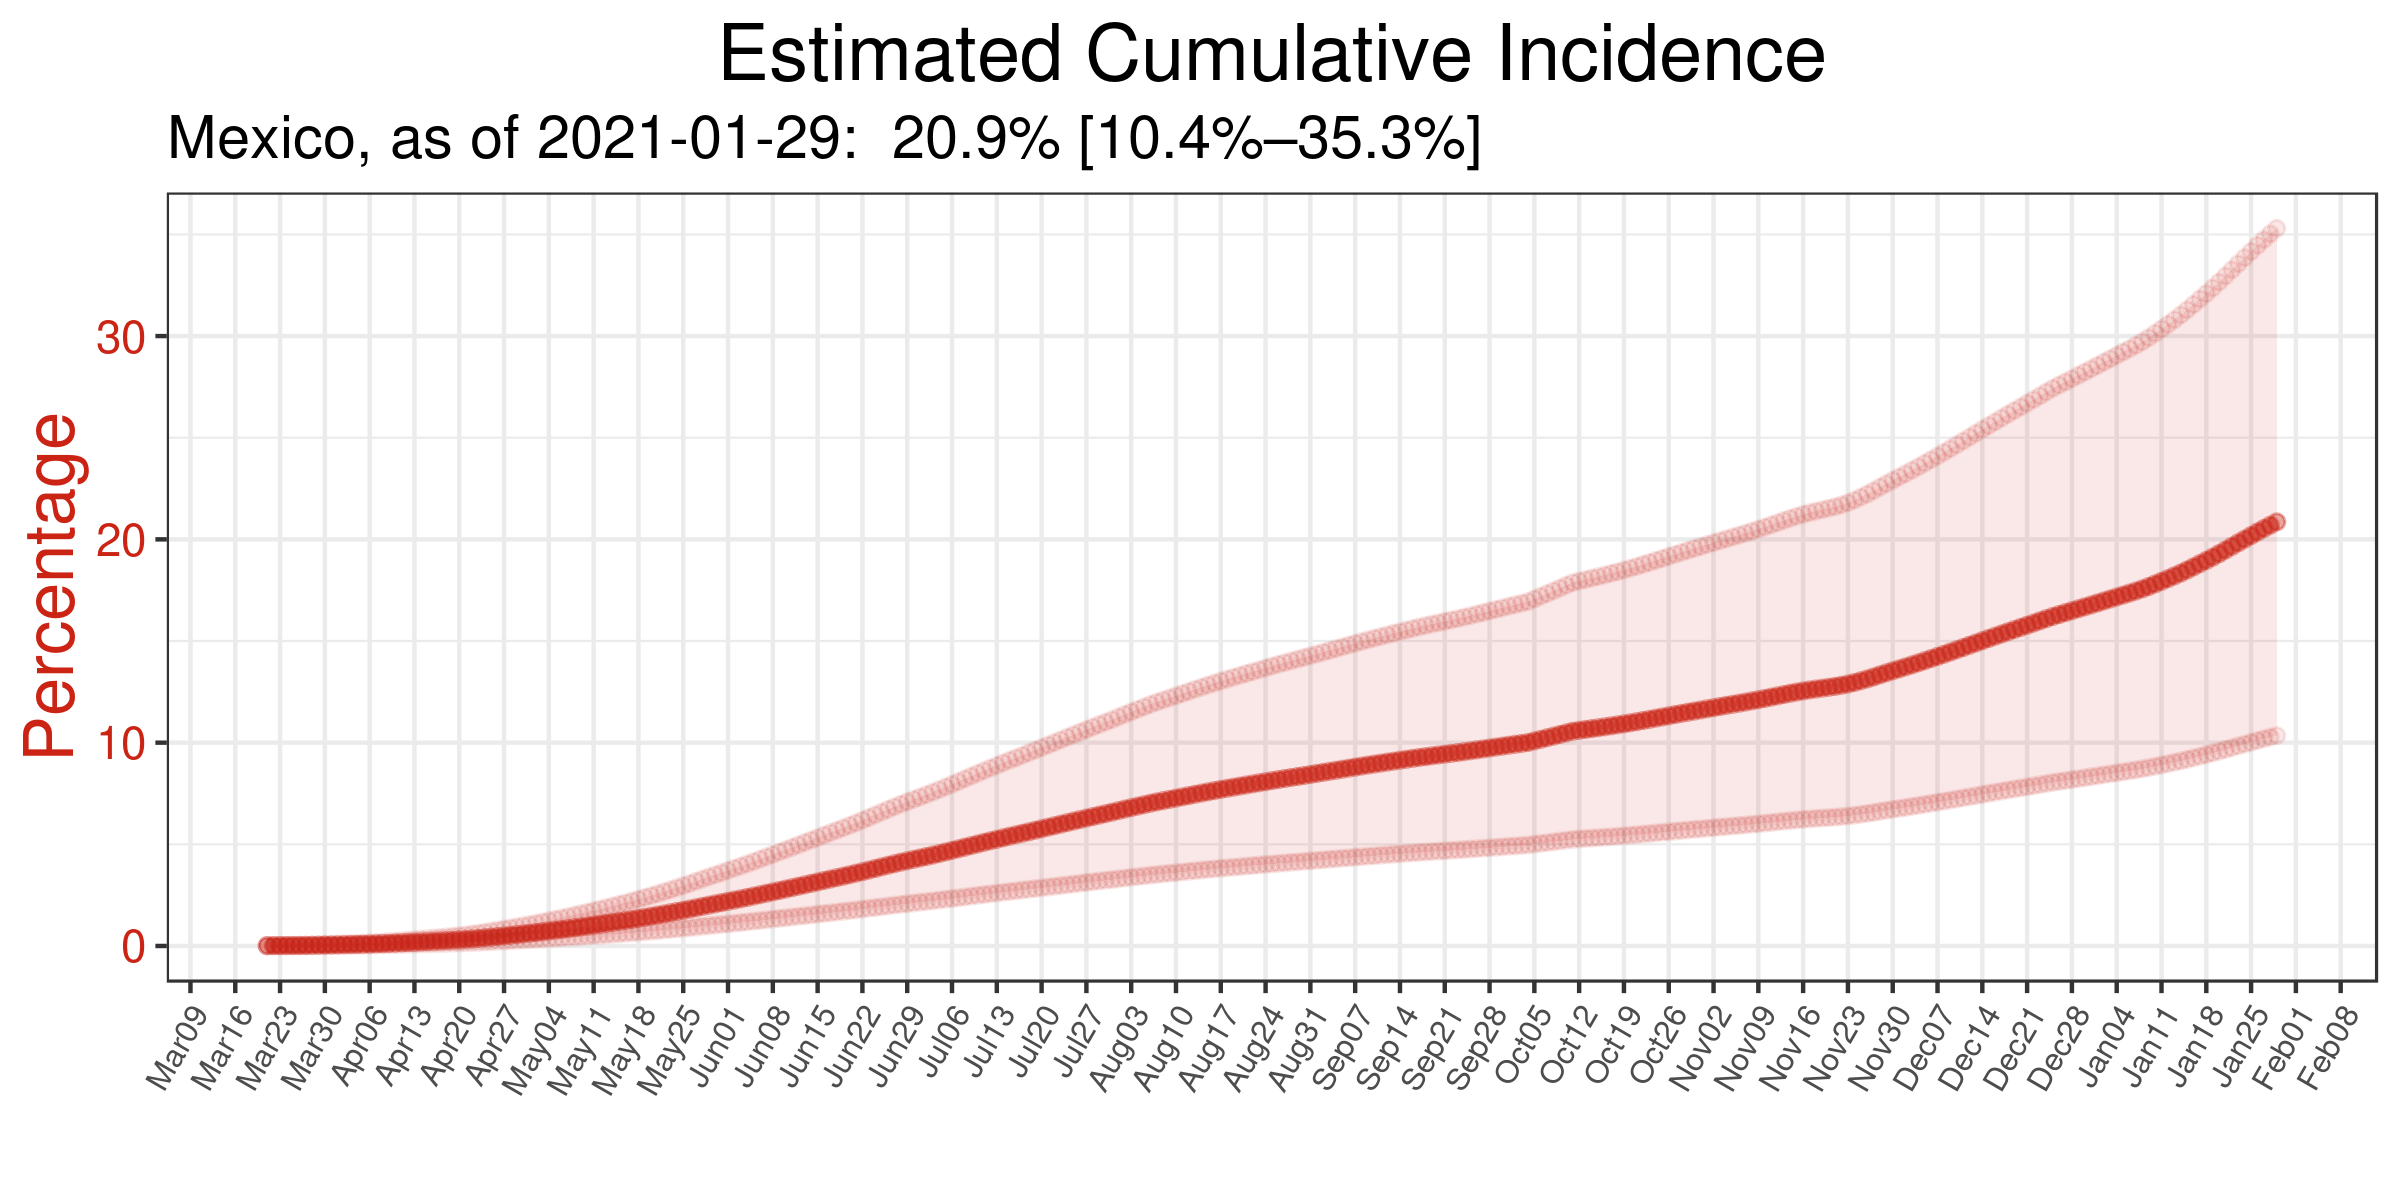 Estimated Cumulative Incidence
Mexico, as of 2021-01-29:  20.9% [10.4%–35.3%]
Percentage
30
20
10
0
Mar09
Mar16
Mar23
Mar30
Apr06
Apr13
Apr20
Apr27
May04
May11
May18
May25
Jun01
Jun08
Jun15
Jun22
Jun29
Jul06
Jul13
Jul20
Jul27
Aug03
Aug10
Aug17
Aug24
Aug31
Sep07
Sep14
Sep21
Sep28
Oct05
Oct12
Oct19
Oct26
Nov02
Nov09
Nov16
Nov23
Nov30
Dec07
Dec14
Dec21
Dec28
Jan04
Jan11
Jan18
Jan25
Feb01
Feb08